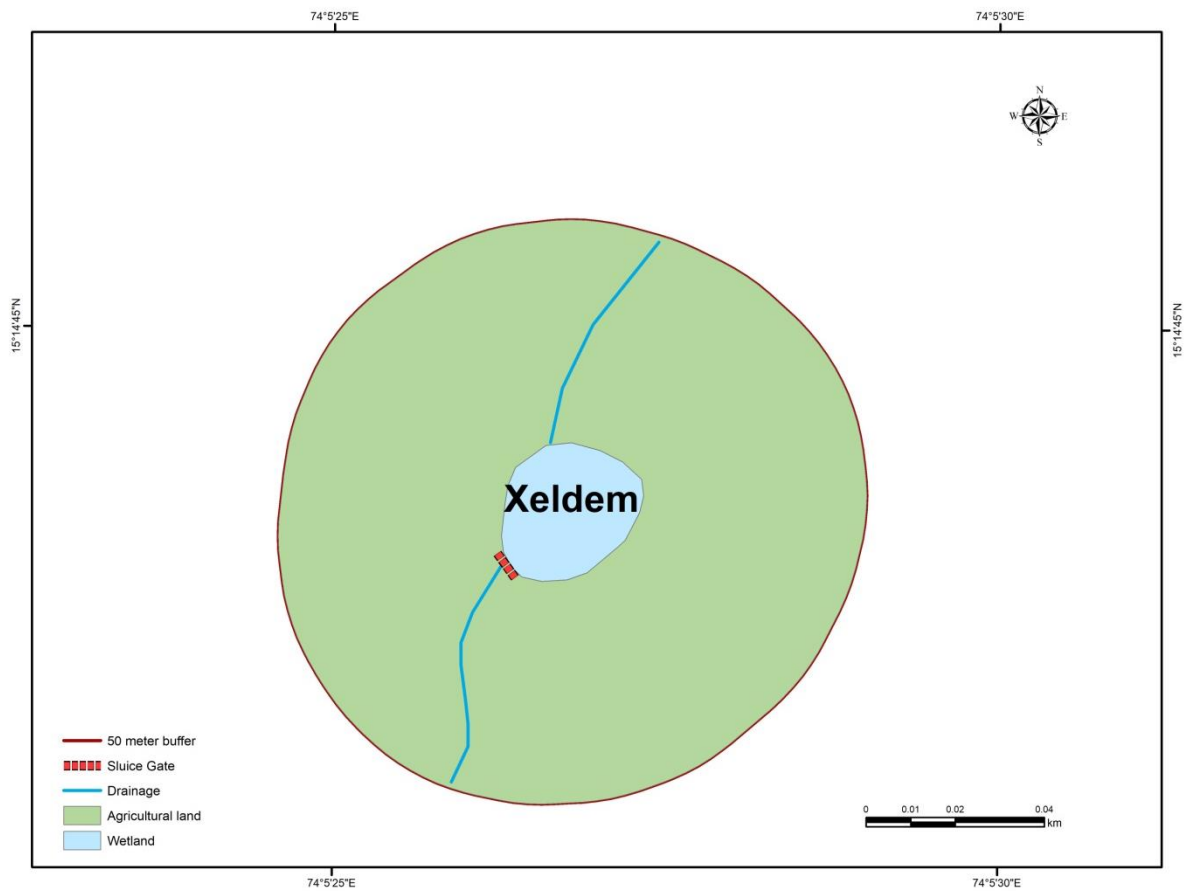 74°5'25"E 74°5'30"E
N
W E
S
15°14'45"N 15°14'45"N
Xeldem
50 meter buffer
Sluice Gate
Drainage
Agricultural land
Wetland
0 0.01 0.02 0.04
km
74°5'25"E 74°5'30"E